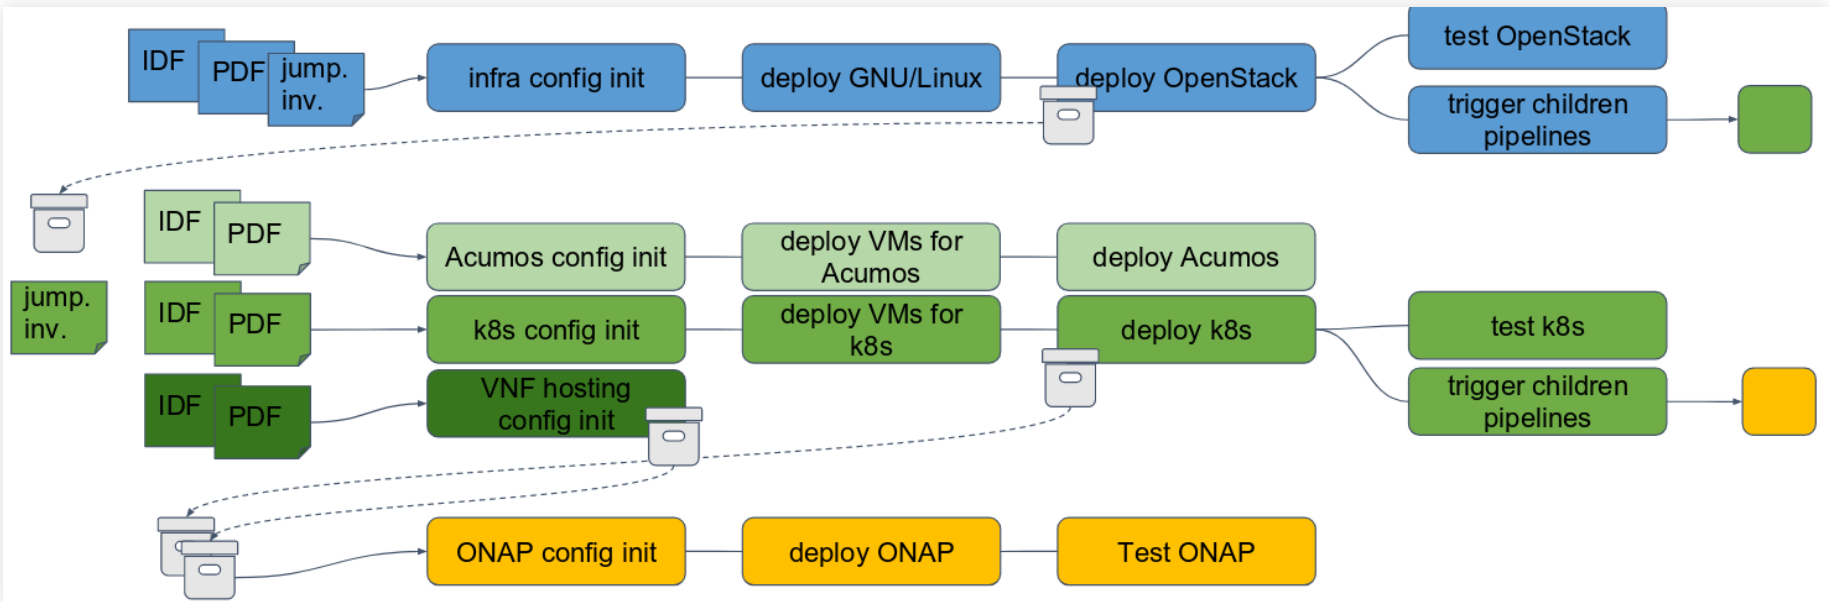 IDF
PDF
jump.
inv.
infra config init
deploy GNU/Linux
deploy OpenStack
test OpenStack
trigger children
pipelines
IDF
PDF
Acumos config init
deploy VMs for
Acumos
deploy Acumos
jump.
inv.
IDF
PDF
k8s config init
deploy VMs for
k8s
deploy k8s
test k8s
trigger children
pipelines
IDF
PDF
VNF hosting
config init
ONAP config init
deploy ONAP
Test ONAP